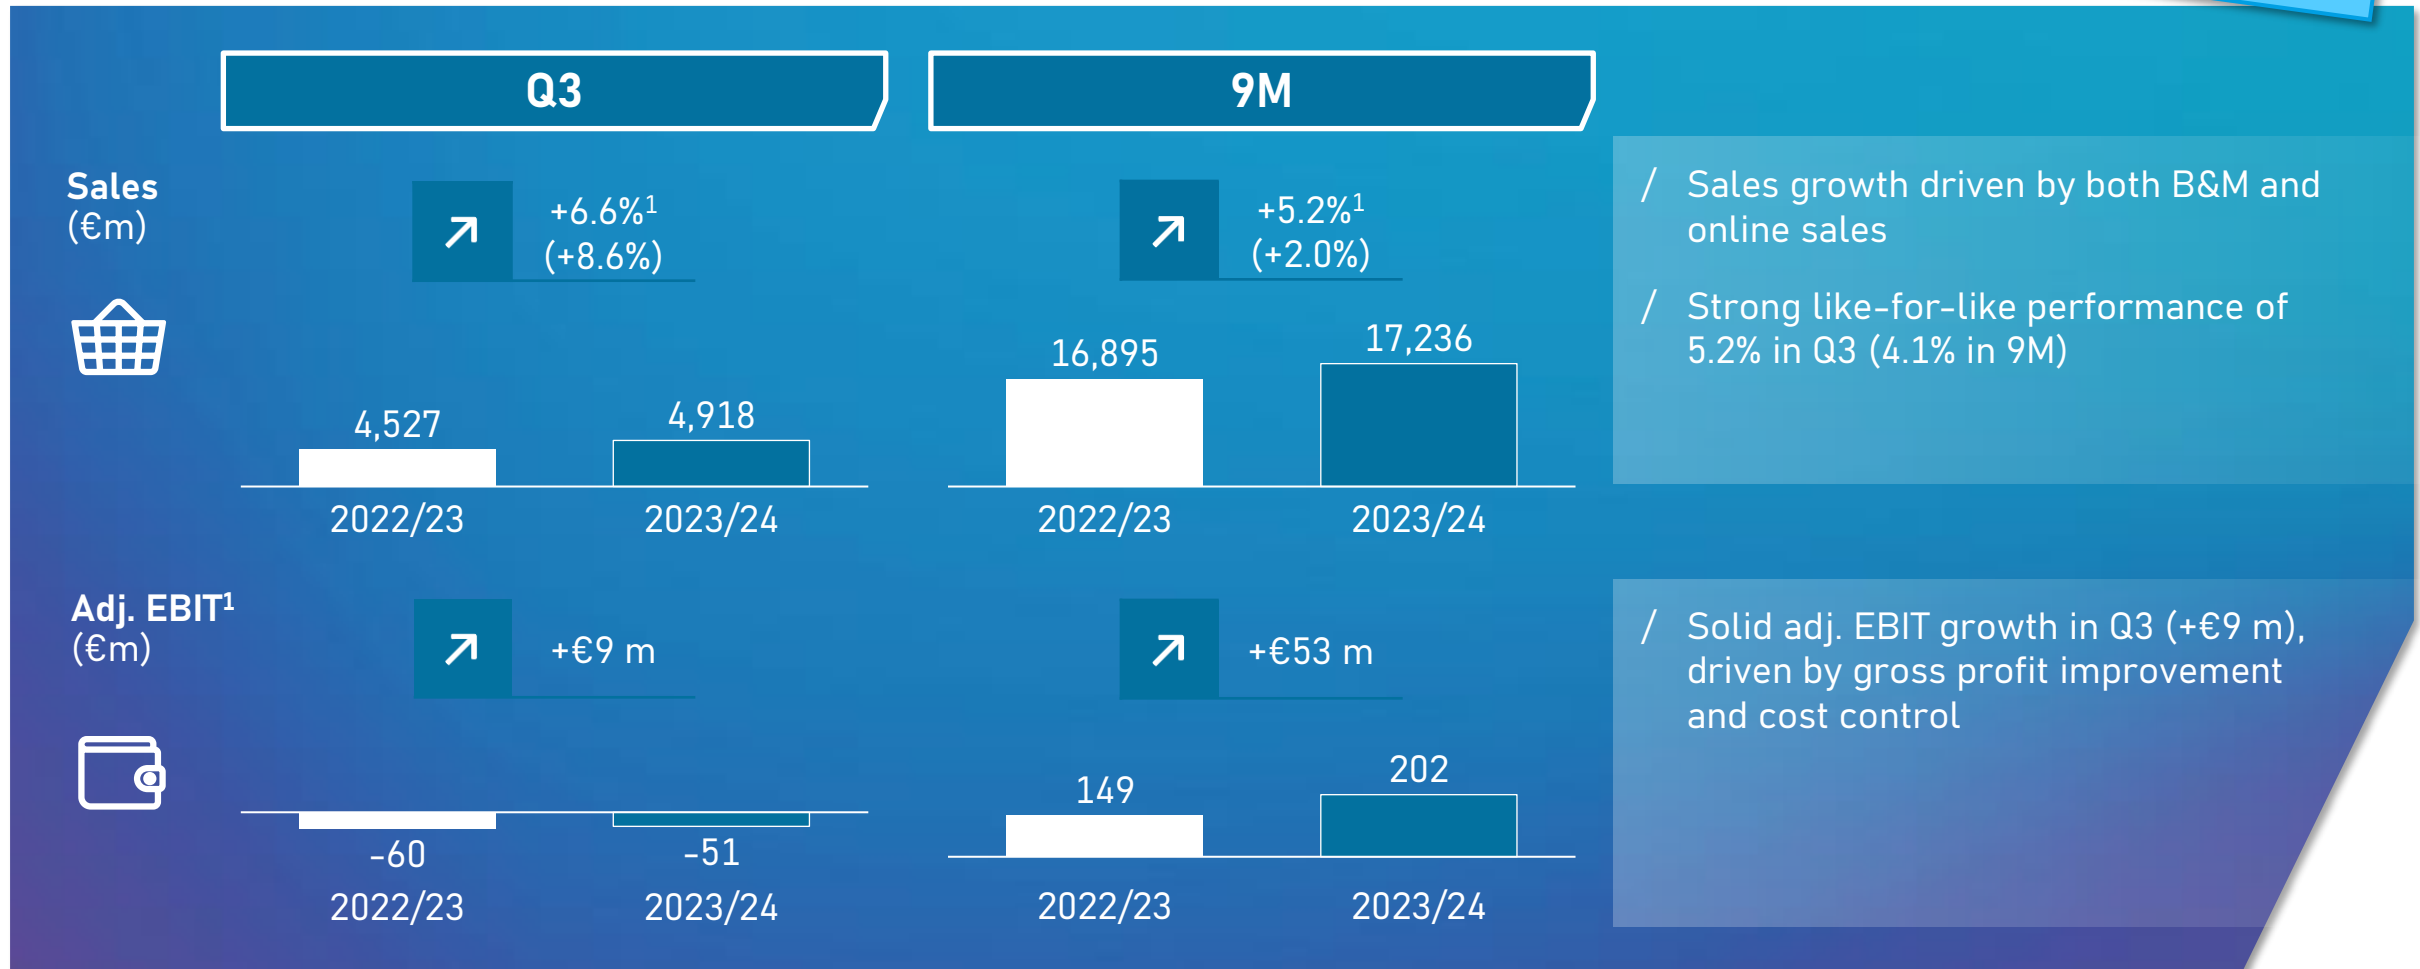 Q3
9M
Sales
(€m)
+6.6%¹
(+8.6%)
+5.2%¹
(+2.0%)
4,527
4,918
2022/23
2023/24
16,895
17,236
2022/23
2023/24
/ Sales growth driven by both B&M and
online sales
/ Strong like-for-like performance of
5.2% in Q3 (4.1% in 9M)
Adj. EBIT¹
(€m)
+€9 m
+€53 m
-60
-51
2022/23
2023/24
149
202
2022/23
2023/24
/ Solid adj. EBIT growth in Q3 (+€9 m),
driven by gross profit improvement
and cost control